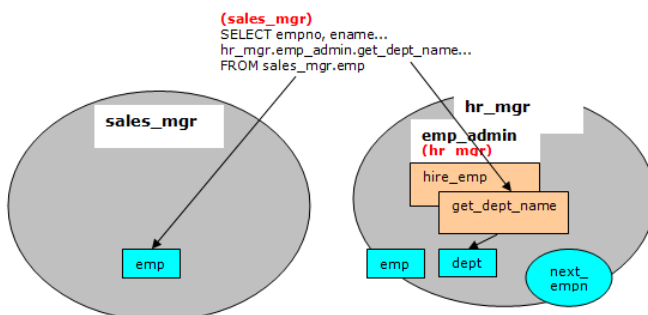 (sales_mgr)
SELECT empno, ename...
hr_mgr.emp_admin.get_dept_name...
FROM sales_mgr.emp
sales_mgr
hr_mgr
emp_admin
(hr_mgr)
hire_emp
get_dept_name
emp
emp
dept
next_
empn